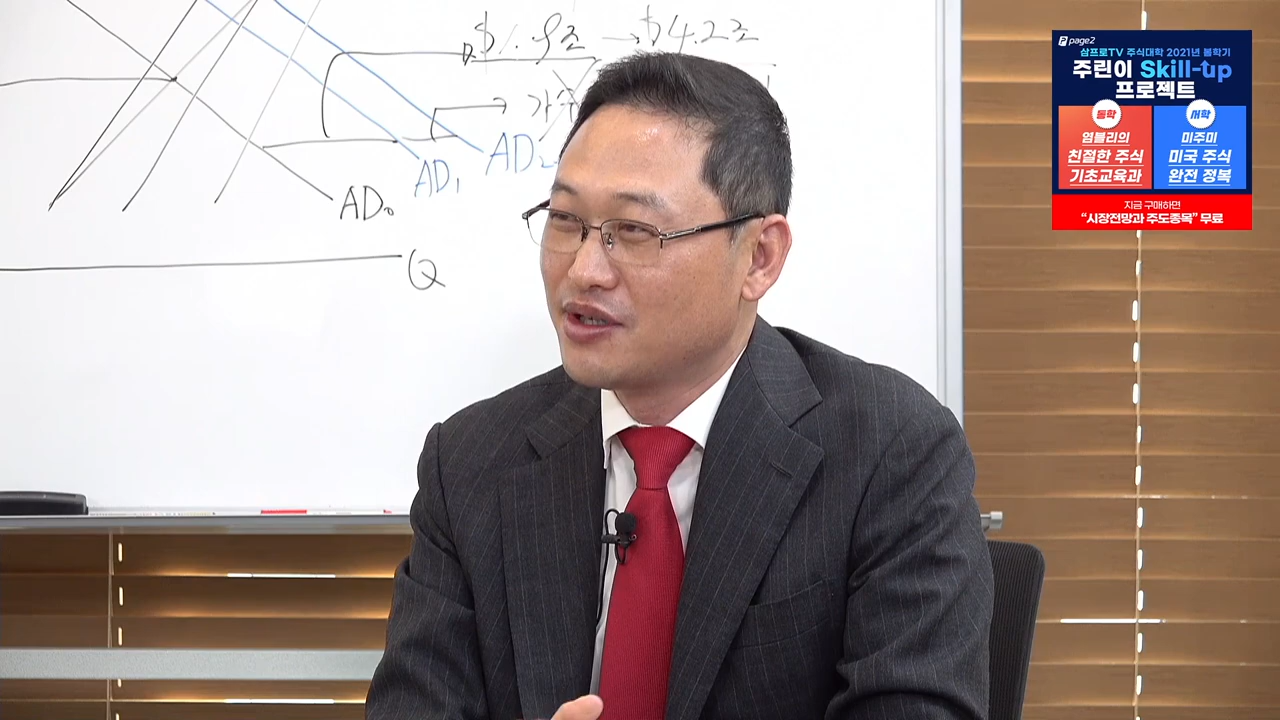 $1.9조 → $4.2조
가
AD₁
AD₂
AD₀
Q
page2
삼프로TV 주식대학 2021년 봄학기
주린이 Skill-up
프로젝트
동학
염블리의
친절한 주식
기초교육과
서학
미주미
미국 주식
완전 정복
지금 구매하면
“시장전망과 주도종목” 무료